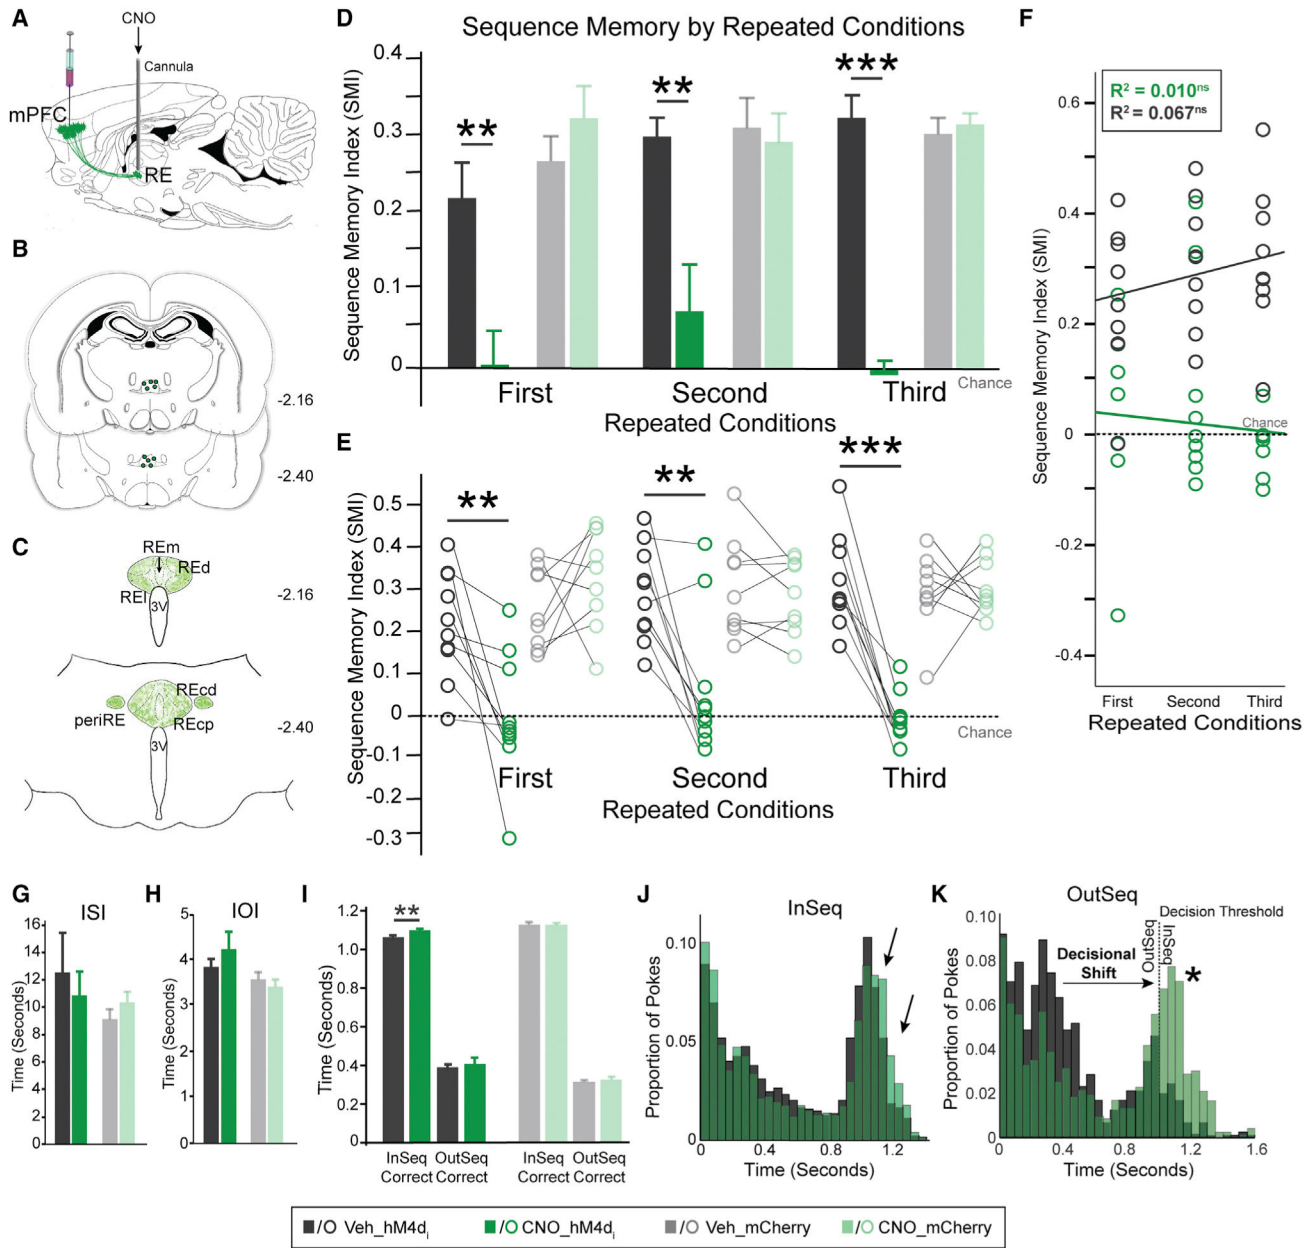 A
CNO
Cannula
mPFC
RE
B
-2.16
-2.40
C
REm
REd
REl
3V
-2.16
REcd
periRE
REcp
3V
-2.40
D
Sequence Memory by Repeated Conditions
Sequence Memory Index (SMI)
0.4
0.3
0.2
0.1
0
**
**
***
First
Second
Third
Chance
Repeated Conditions
E
Sequence Memory Index (SMI)
0.5
0.4
0.3
0.2
0.1
0
-0.1
-0.2
-0.3
**
**
***
Chance
First
Second
Third
Repeated Conditions
F
R² = 0.010ns
R² = 0.067ns
Sequence Memory Index (SMI)
0.6
0.4
0.2
0
-0.2
-0.4
Chance
First
Second
Third
Repeated Conditions
G
ISI
Time (Seconds)
16
14
12
10
8
6
4
2
0
H
IOI
Time (Seconds)
5
4
3
2
1
0
I
Time (Seconds)
1.2
1.0
0.8
0.6
0.4
0.2
0
**
InSeq Correct
OutSeq Correct
InSeq Correct
OutSeq Correct
J
InSeq
Proportion of Pokes
0.10
0.05
0
0
0.4
0.8
1.2
Time (Seconds)
K
OutSeq
Proportion of Pokes
0.10
0.08
0.06
0.04
0.02
0
Decisional Shift
OutSeq
InSeq
Decision Threshold
*
0
0.4
0.8
1.2
1.6
Time (Seconds)
/O Veh_hM4di
/O CNO_hM4di
/O Veh_mCherry
/O CNO_mCherry